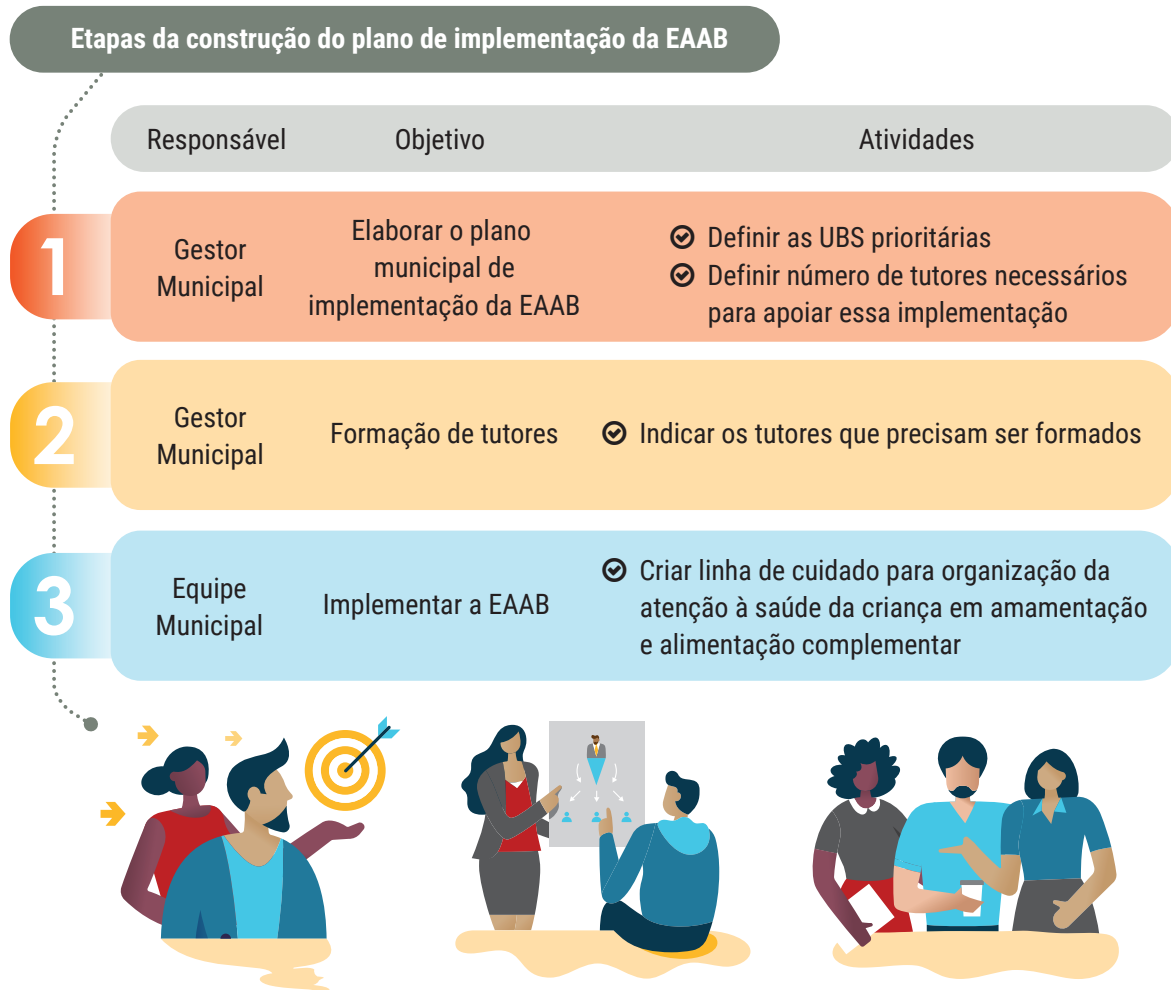 Etapas da construção do plano de implementação da EAAB
Responsável Objetivo Atividades
1
Gestor
Municipal
Elaborar o plano
municipal de
implementação da EAAB
Definir as UBS prioritárias
Definir número de tutores necessários
para apoiar essa implementação
2
Gestor
Municipal
Formação de tutores
Indicar os tutores que precisam ser formados
3
Equipe
Municipal
Implementar a EAAB
Criar linha de cuidado para organização da
atenção à saúde da criança em amamentação
e alimentação complementar